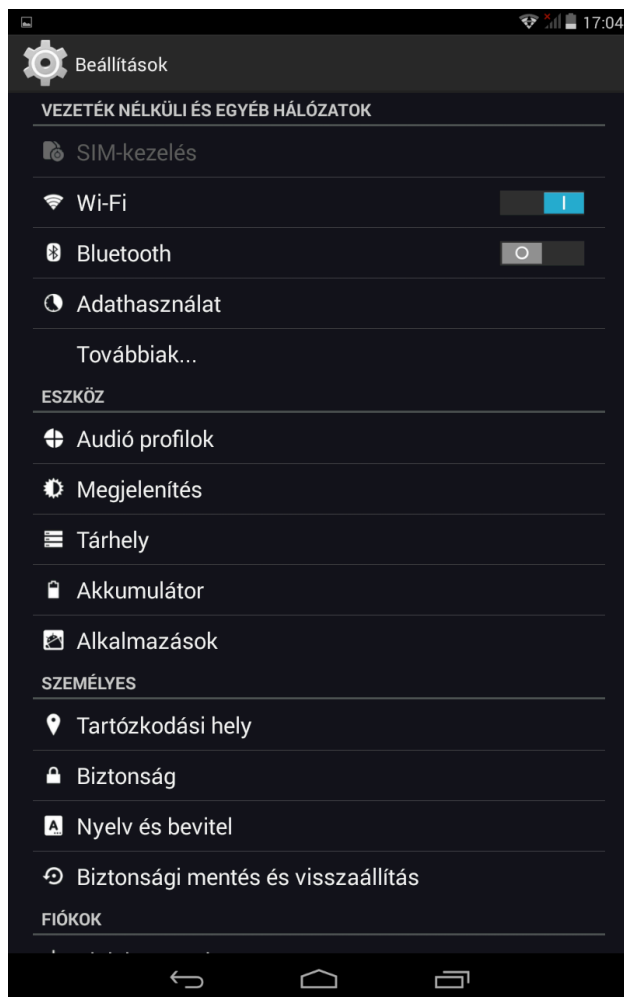 17:04
Beállítások
VEZETÉK NÉLKÜLI ÉS EGYÉB HÁLÓZATOK
SIM-kezelés
Wi-Fi
Bluetooth
Adathasználat
Továbbiak...
ESZKÖZ
Audió profilok
Megjelenítés
Tárhely
Akkumulátor
Alkalmazások
SZEMÉLYES
Tartózkodási hely
Biztonság
Nyelv és bevitel
Biztonsági mentés és visszaállítás
FIÓKOK